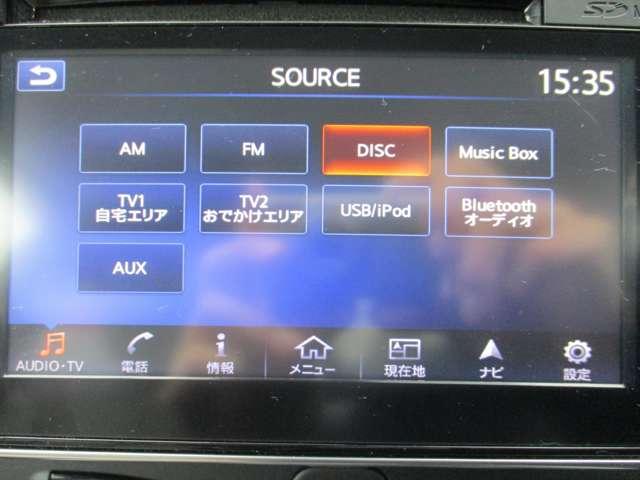 SOURCE
15:35
AM
FM
DISC
Music Box
TV1
自宅エリア
TV2
おでかけエリア
USB/iPod
Bluetooth
オーディオ
AUX
AUDIO・TV
電話
情報
メニュー
現在地
ナビ
設定